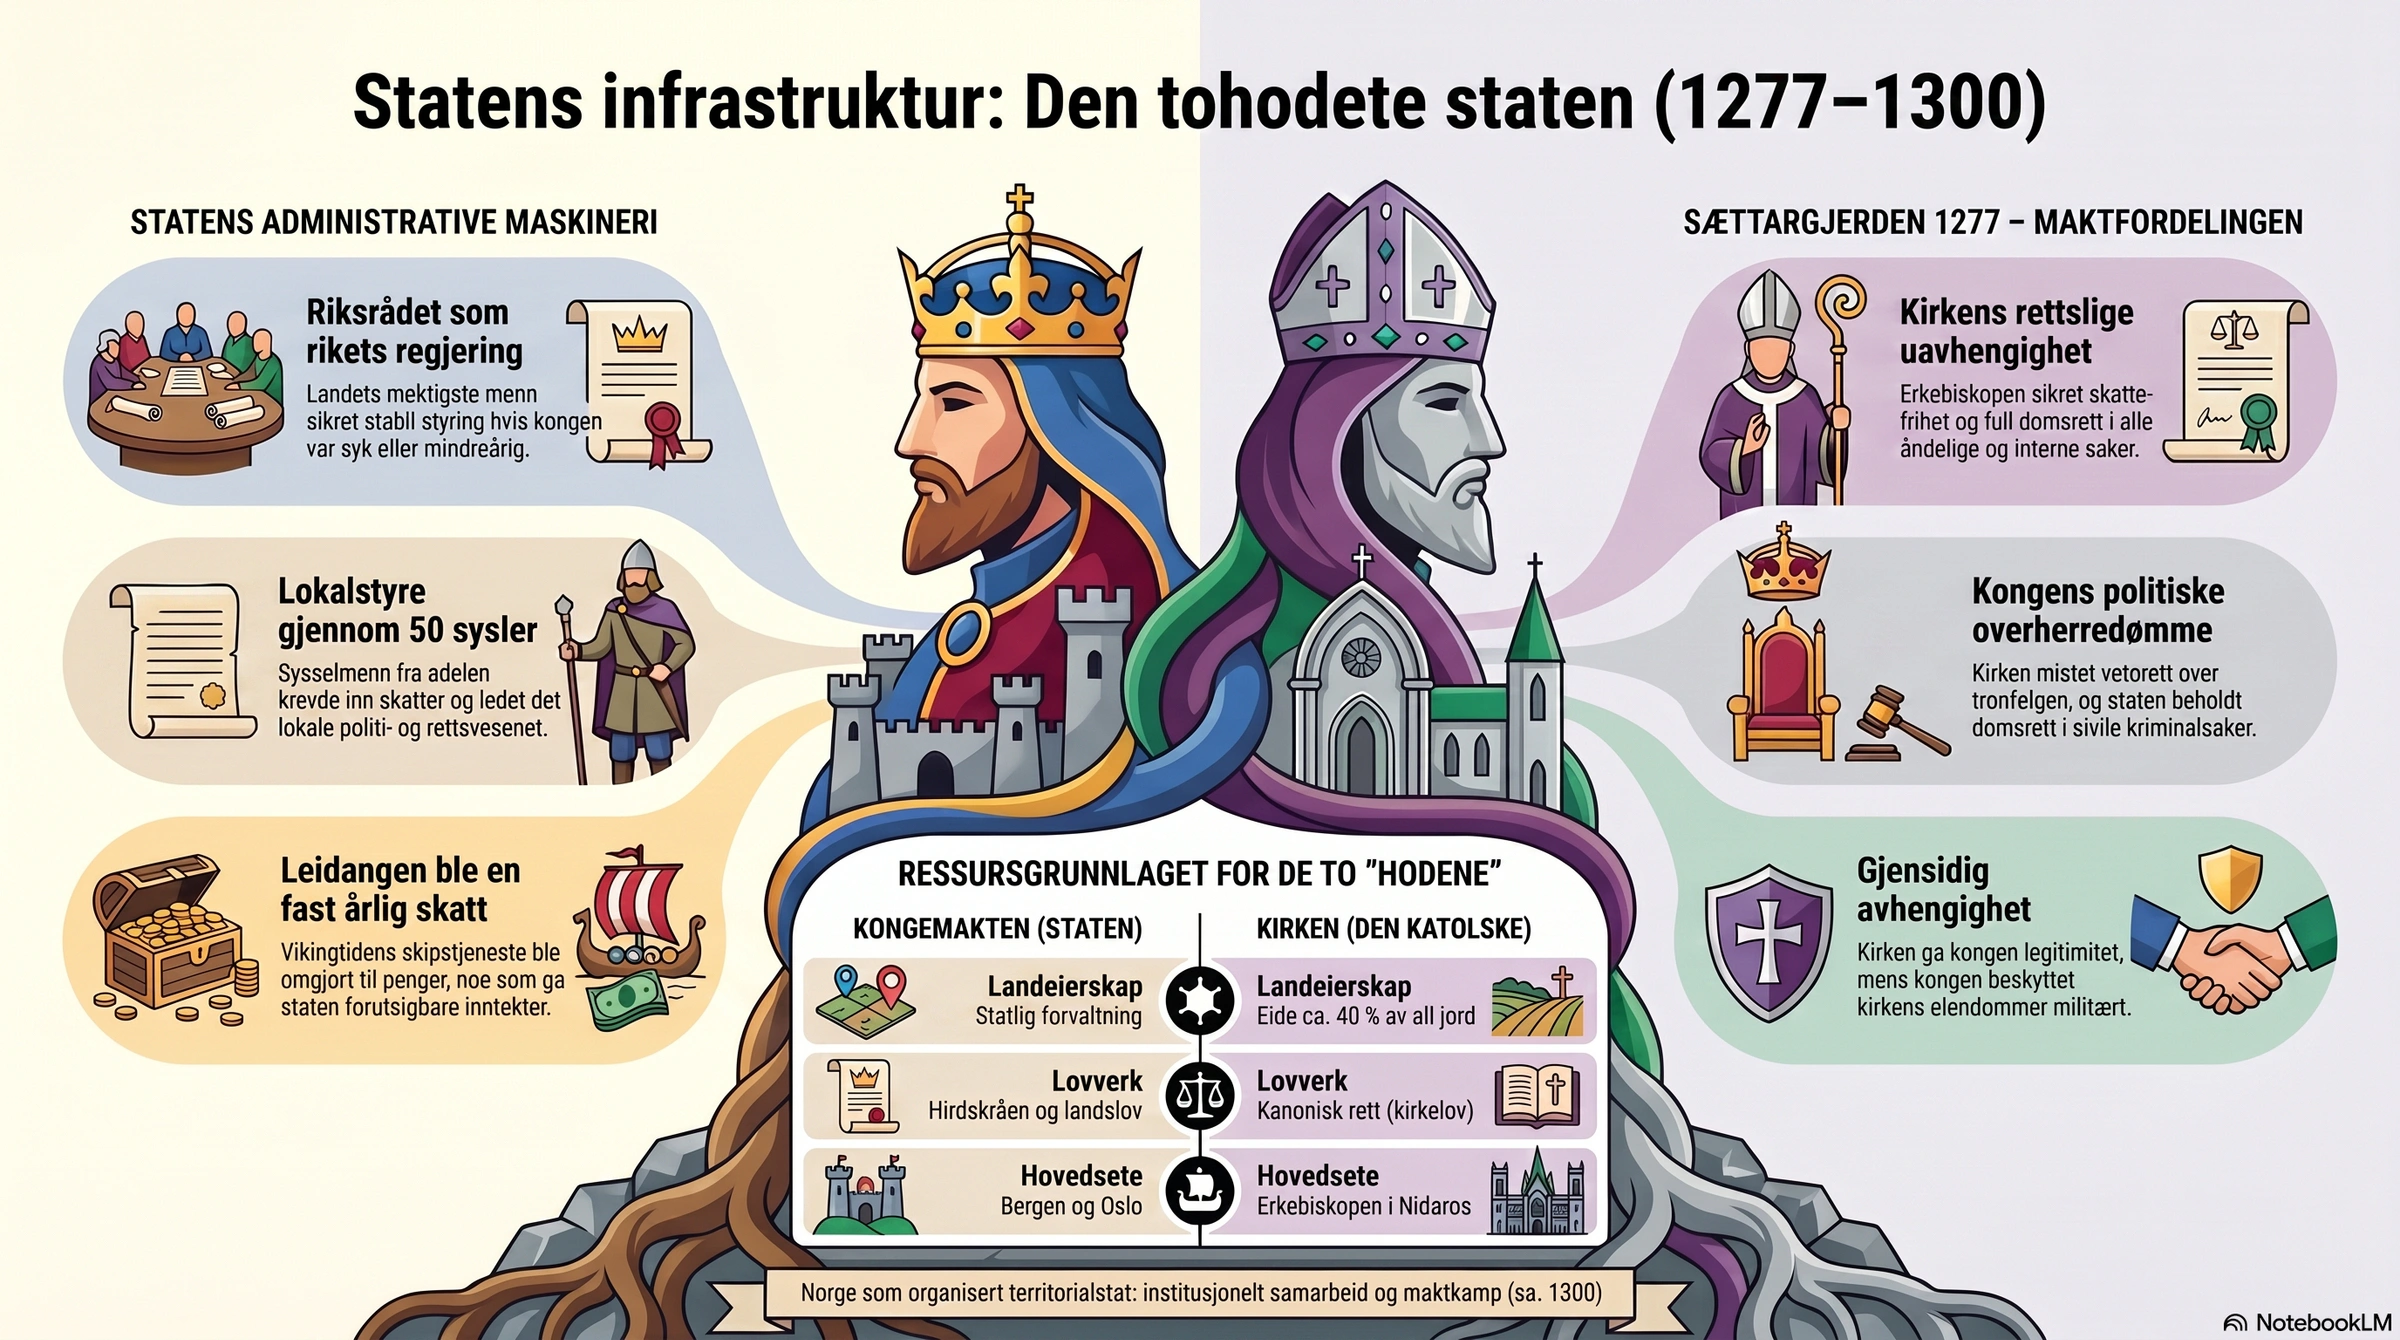 Statens infrastruktur: Den tohodete staten (1277–1300)
STATENS ADMINISTRATIVE MASKINERI
Riksrådet som
rikets regjering
Landets mektigste menn
sikret stabll styring hvis kongen
var syk eller mindreårig.
Lokalstyre
gjennom 50 sysler
Sysselmenn fra adelen
krevde inn skatter og ledet det
lokale politi- og rettsvesenet.
Leidangen ble en
fast årlig skatt
Vikingtidens skipstjeneste ble
omgjort til penger, noe som ga
staten forutsigbare inntekter.
SÆTTARGJERDEN 1277 – MAKTFORDELINGEN
Kirkens rettslige
uavhengighet
Erkebiskopen sikret skatte-
frihet og full domsrett i alle
åndelige og interne saker.
Kongens politiske
overherredømme
Kirken mistet vetorett over
tronfelgen, og staten beholdt
domsrett i sivile kriminalsaker.
Gjensidig
avhengighet
Kirken ga kongen legitimitet,
mens kongen beskyttet
kirkens elendommer militært.
RESSURSGRUNNLAGET FOR DE TO "HODENE"
KONGEMAKTEN (STATEN)
KIRKEN (DEN KATOLSKE)
Landeierskap
Statlig forvaltning
Landeierskap
Eide ca. 40 % av all jord
Lovverk
Hirdskråen og landslov
Lovverk
Kanonisk rett (kirkelov)
Hovedsete
Bergen og Oslo
Hovedsete
Erkebiskopen i Nidaros
Norge som organisert territorialstat: institusjonelt samarbeid og maktkamp (sa. 1300)
NotebookLM